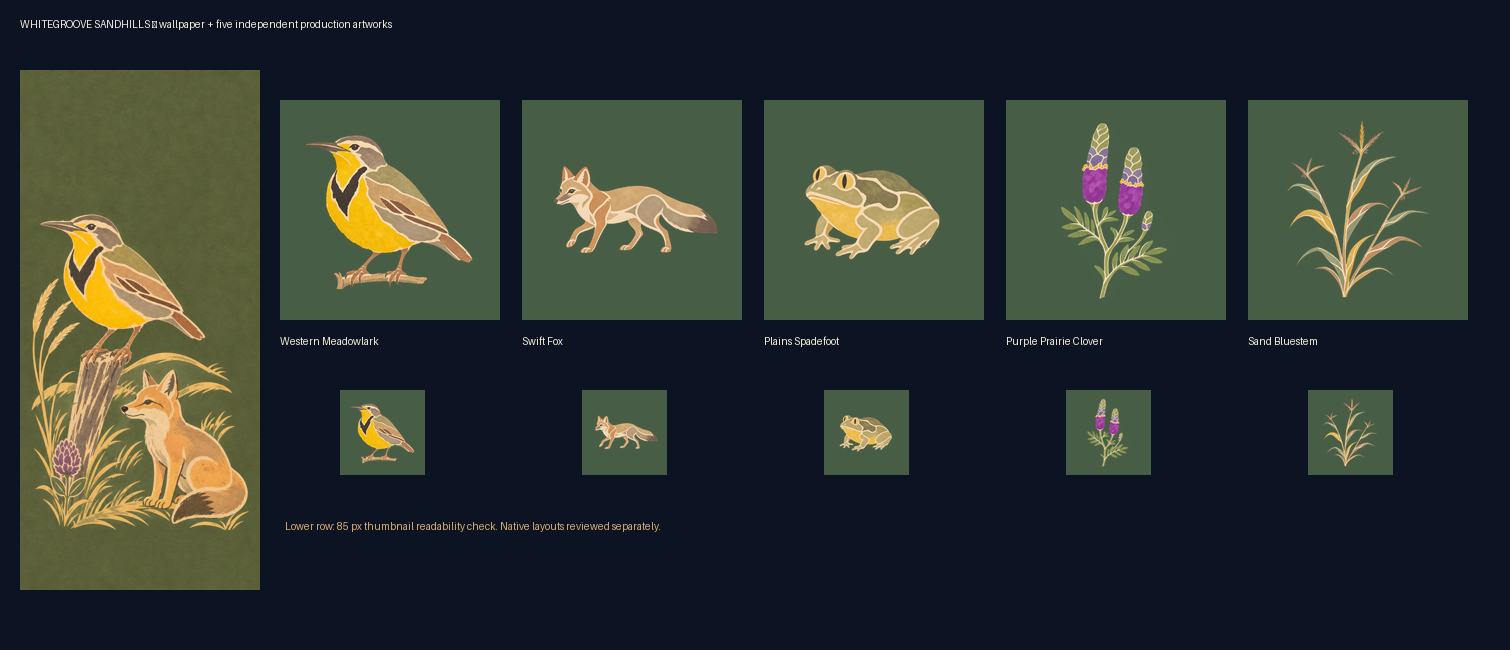 WHITEGROOVE SANDHILLS wallpaper + five independent production artworks
Western Meadowlark
Swift Fox
Plains Spadefoot
Purple Prairie Clover
Sand Bluestem
Lower row: 85 px thumbnail readability check. Native layouts reviewed separately.